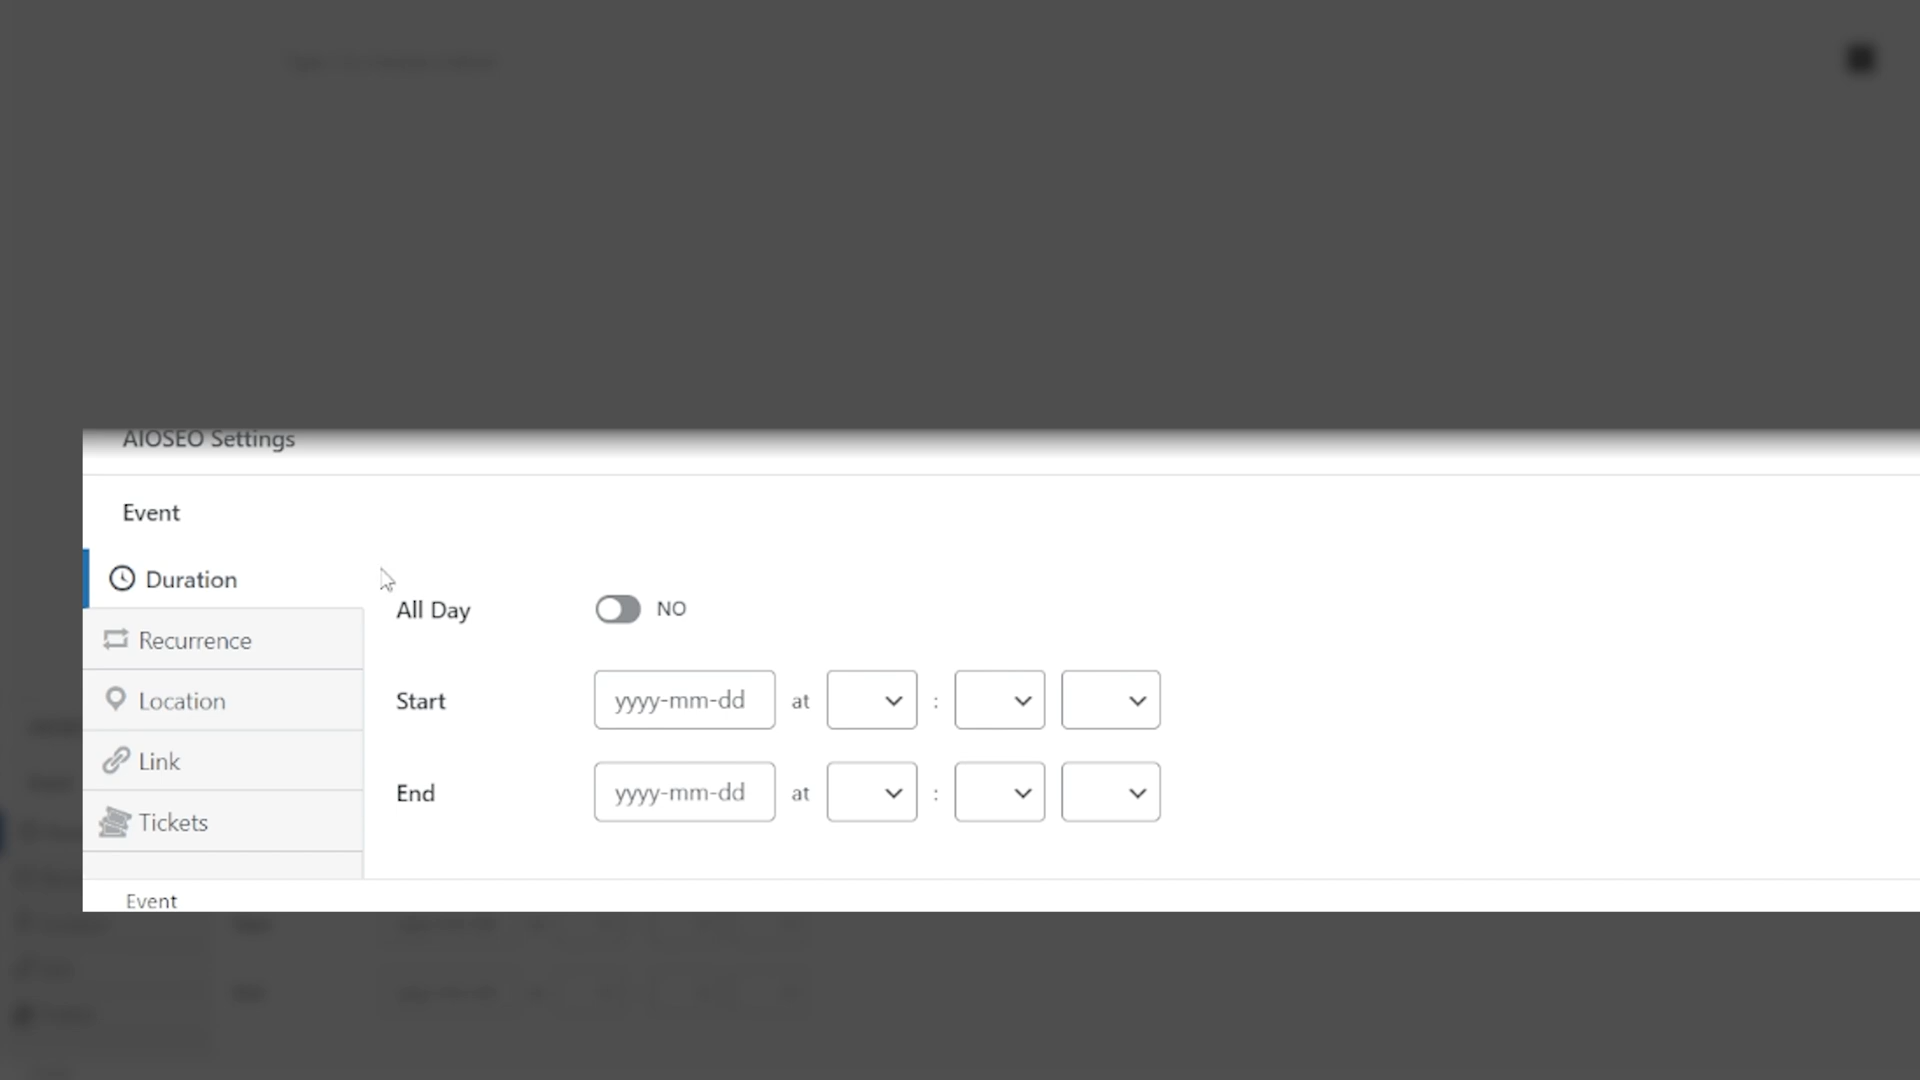 AIOSEO Settings
Event
Duration
Recurrence
Location
Link
Tickets
All Day NO
Start yyyy-mm-dd at :
End yyyy-mm-dd at :
Event